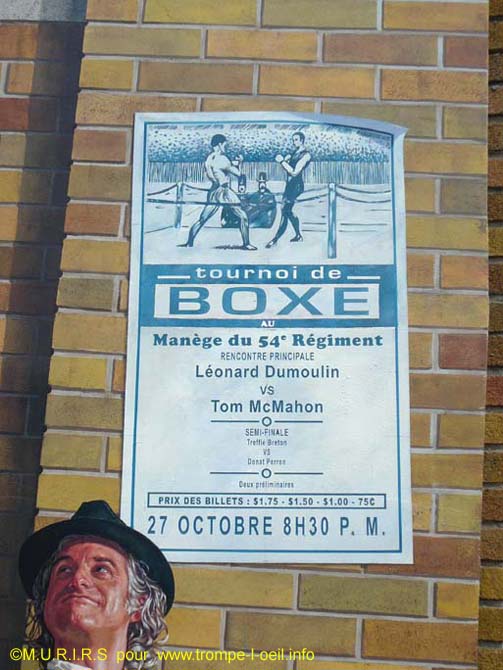 tournoi de
BOXE
AU
Manège du 54e Régiment
RENCONTRE PRINCIPALE
Léonard Dumoulin
VS
Tom McMahon
SEMI-FINALE
Treffle Breton
VS
Donat Perron
Deux préliminaires
PRIX DES BILLETS : $1.75 - $1.50 - $1.00 - 75¢
27 OCTOBRE 8H30 P. M.
©M.U.R.I.R.S pour www.trompe-l-oeil.info